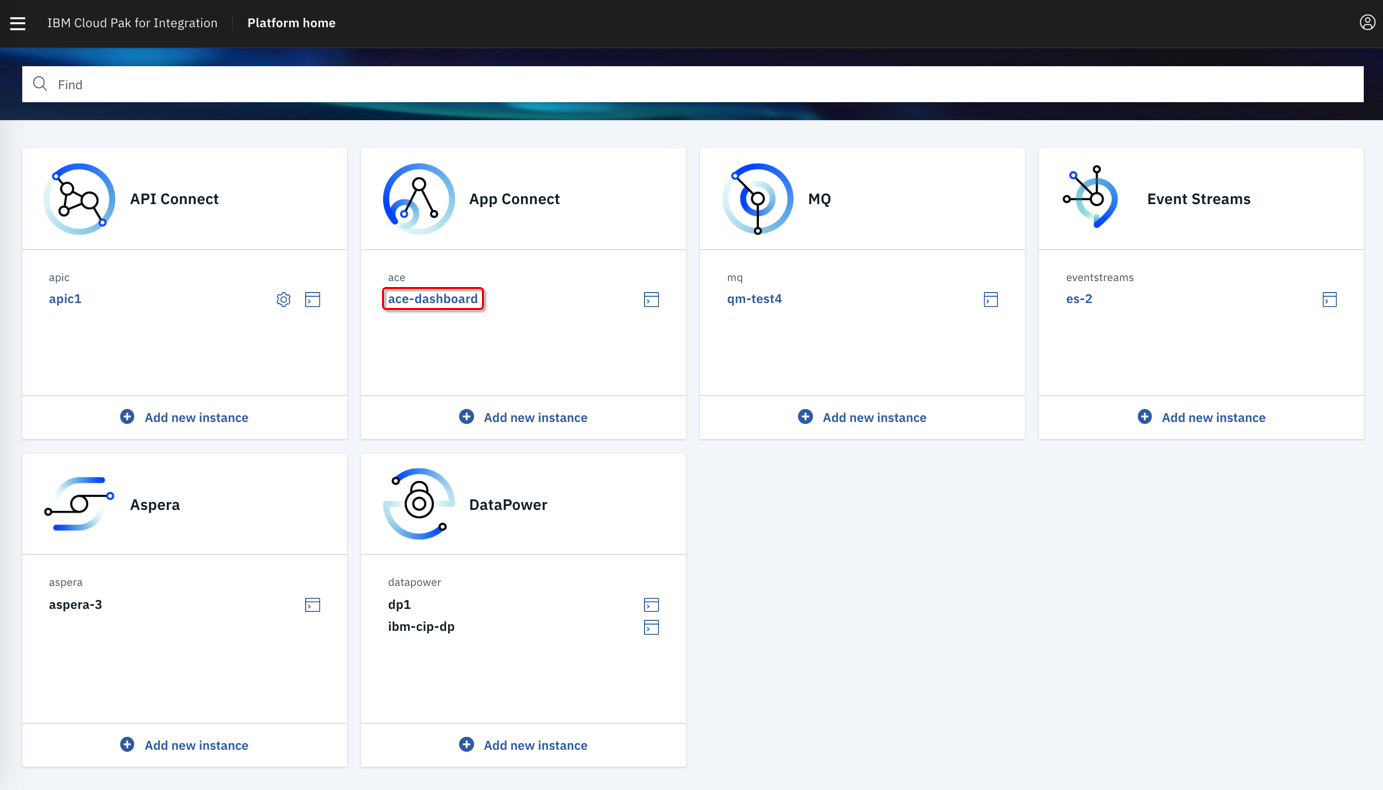 IBM Cloud Pak for Integration Platform home
Find
API Connect
apic
apic1
Add new instance
App Connect
ace
ace-dashboard
Add new instance
MQ
mq
qm-test4
Add new instance
Event Streams
eventstreams
es-2
Add new instance
Aspera
aspera
aspera-3
Add new instance
DataPower
datapower
dp1
ibm-cip-dp
Add new instance